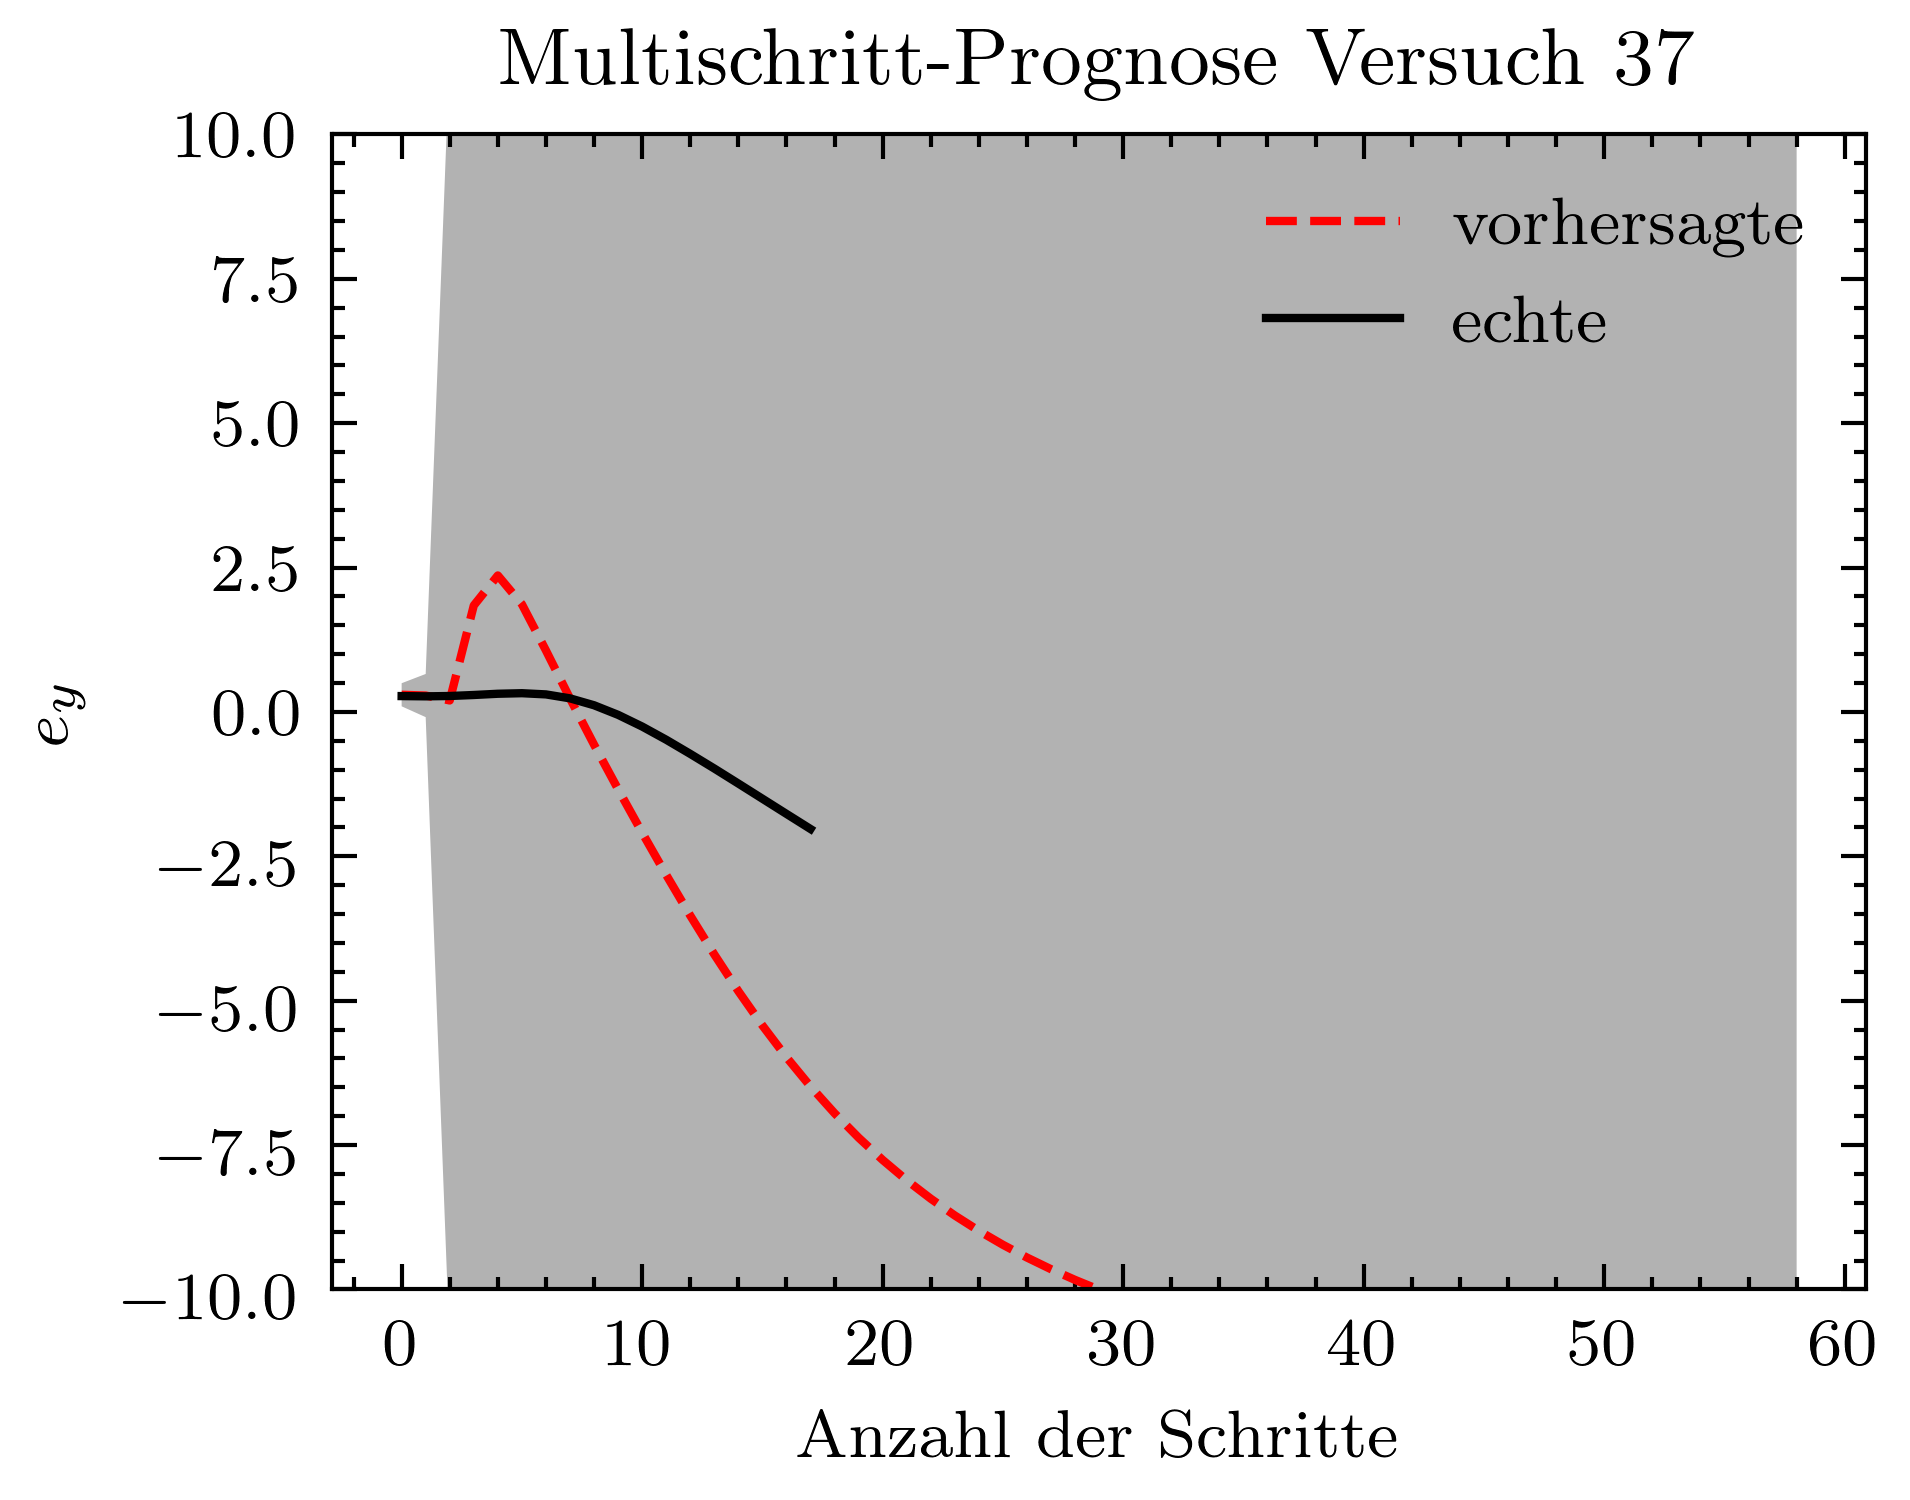 Multischritt-Prognose Versuch 37
10.0
7.5
5.0
2.5
0.0
−2.5
−5.0
−7.5
−10.0
e_y
vorhersagte
echte
0 10 20 30 40 50 60
Anzahl der Schritte